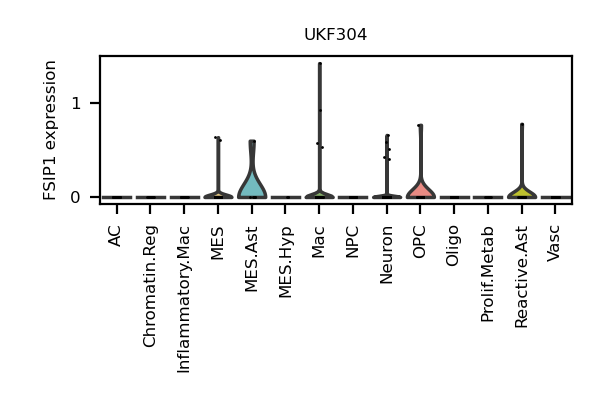 UKF304
FSIP1 expression
1
0
AC
Chromatin.Reg
Inflammatory.Mac
MES
MES.Ast
MES.Hyp
Mac
NPC
Neuron
OPC
Oligo
Prolif.Metab
Reactive.Ast
Vasc